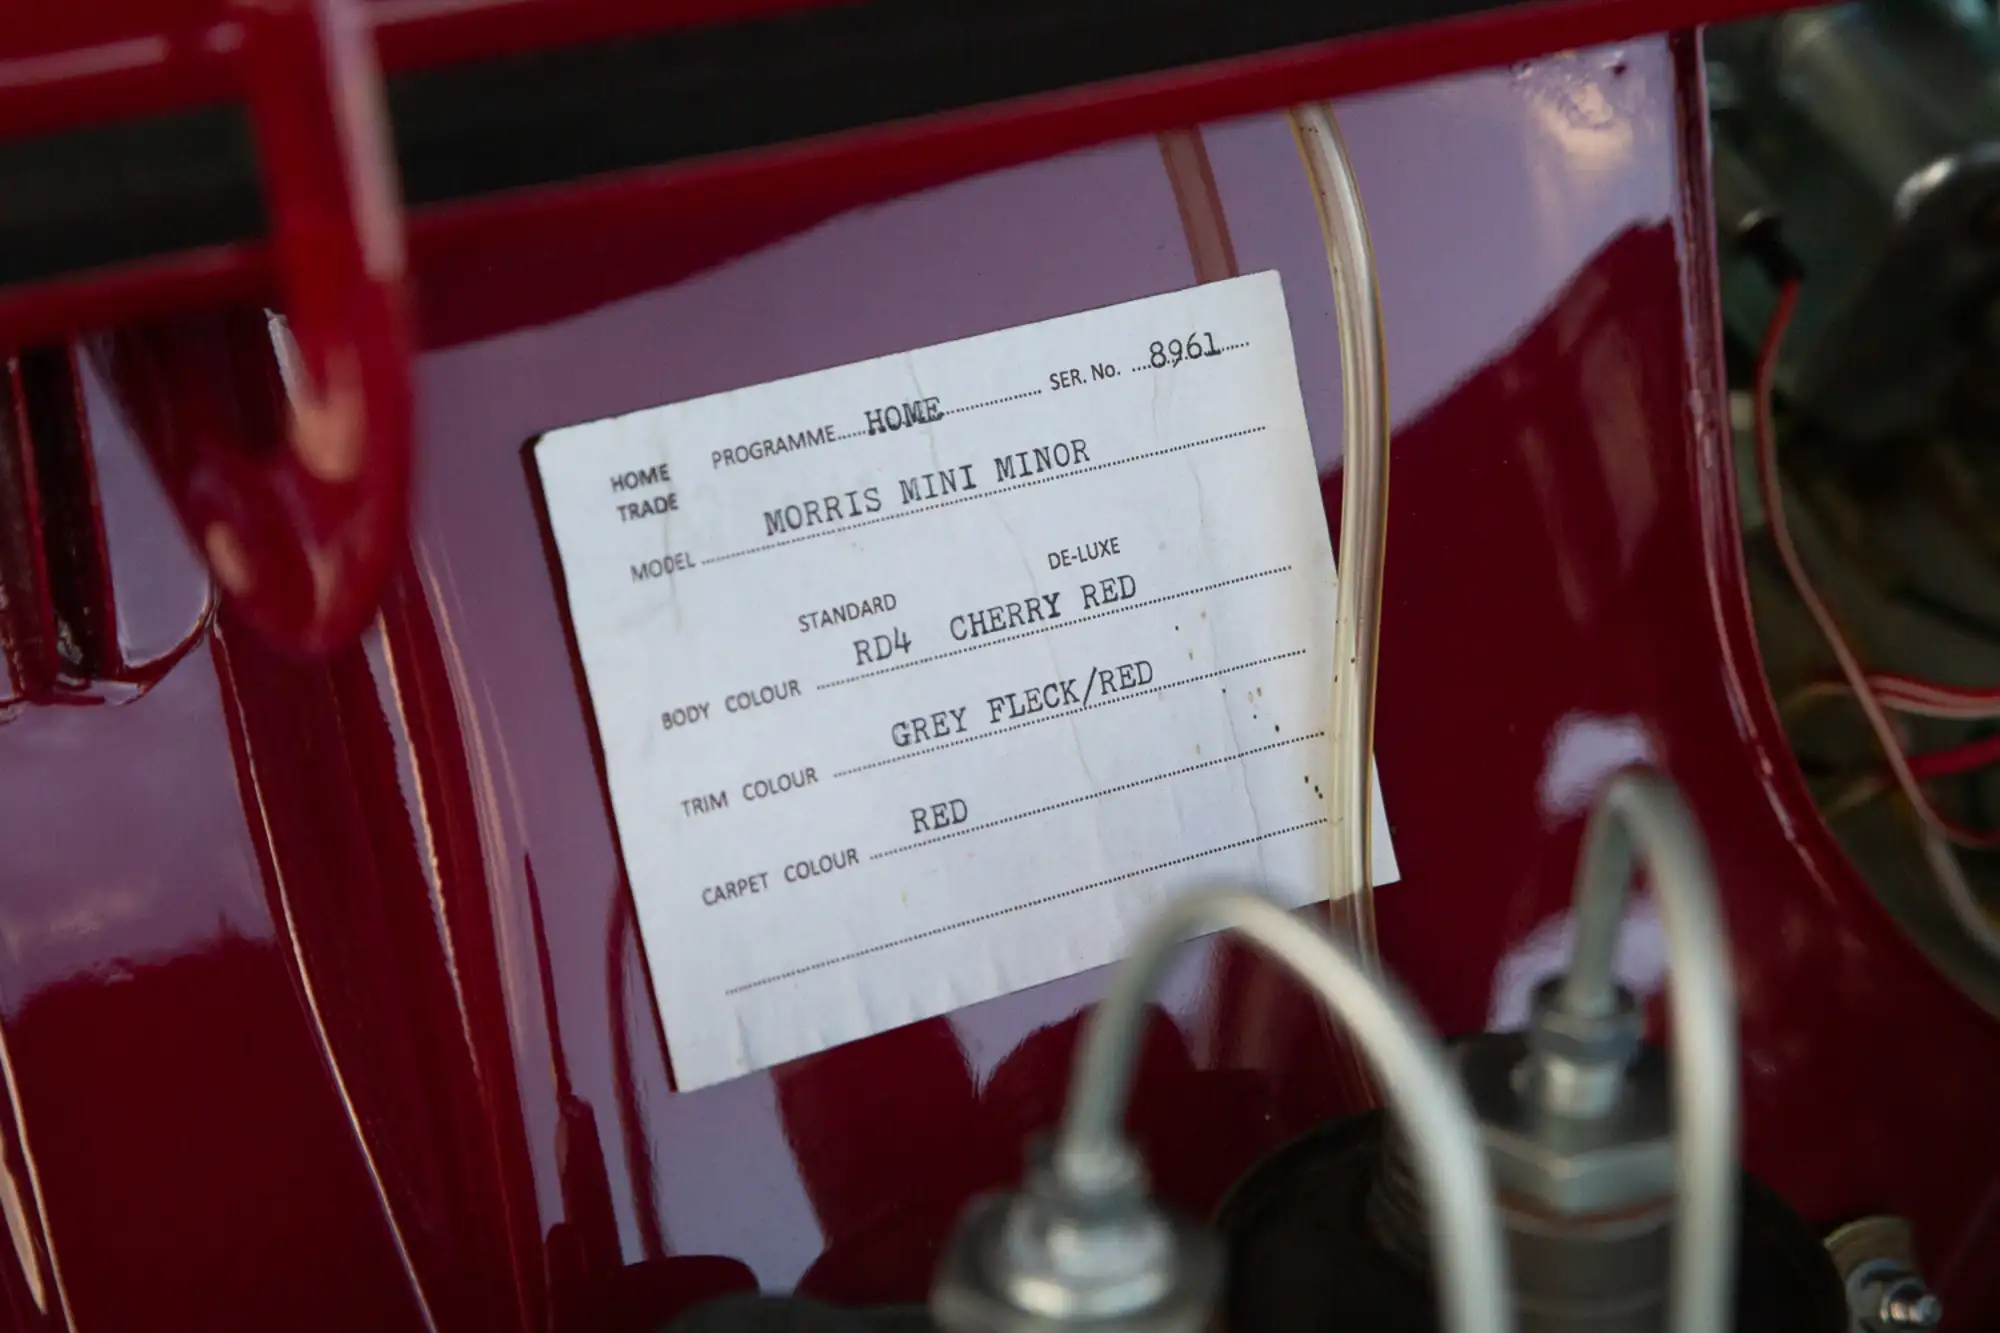 HOME TRADE PROGRAMME......HOME.................... SER. No. ....8961......
MODEL ....MORRIS MINI MINOR....
STANDARD DE-LUXE
BODY COLOUR ....RD4 CHERRY RED....
TRIM COLOUR ....GREY FLECK/RED....
CARPET COLOUR ....RED....